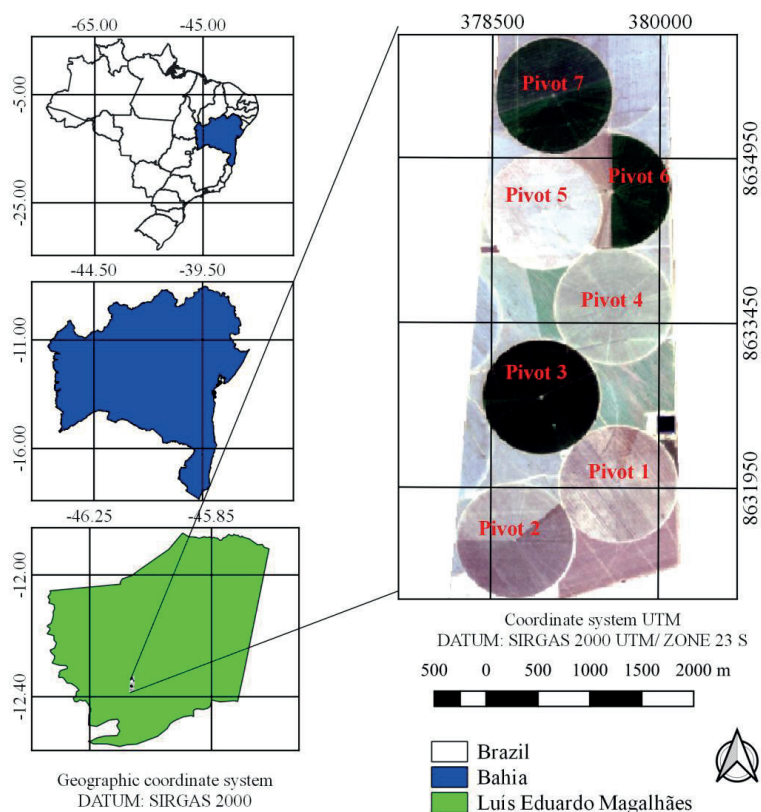 -65.00 -45.00
-5.00
-25.00
-44.50 -39.50
-11.00
-16.00
-46.25 -45.85
-12.00
-12.40
Geographic coordinate system
DATUM: SIRGAS 2000
378500 380000
8634950
8633450
8631950
Pivot 7
Pivot 6
Pivot 5
Pivot 4
Pivot 3
Pivot 1
Pivot 2
Coordinate system UTM
DATUM: SIRGAS 2000 UTM/ ZONE 23 S
500 0 500 1000 1500 2000 m
Brazil
Bahia
Luís Eduardo Magalhães